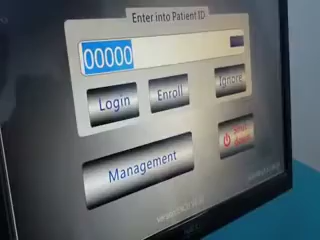 Enter into Patient ID
00000
Login
Enroll
Ignore
Management